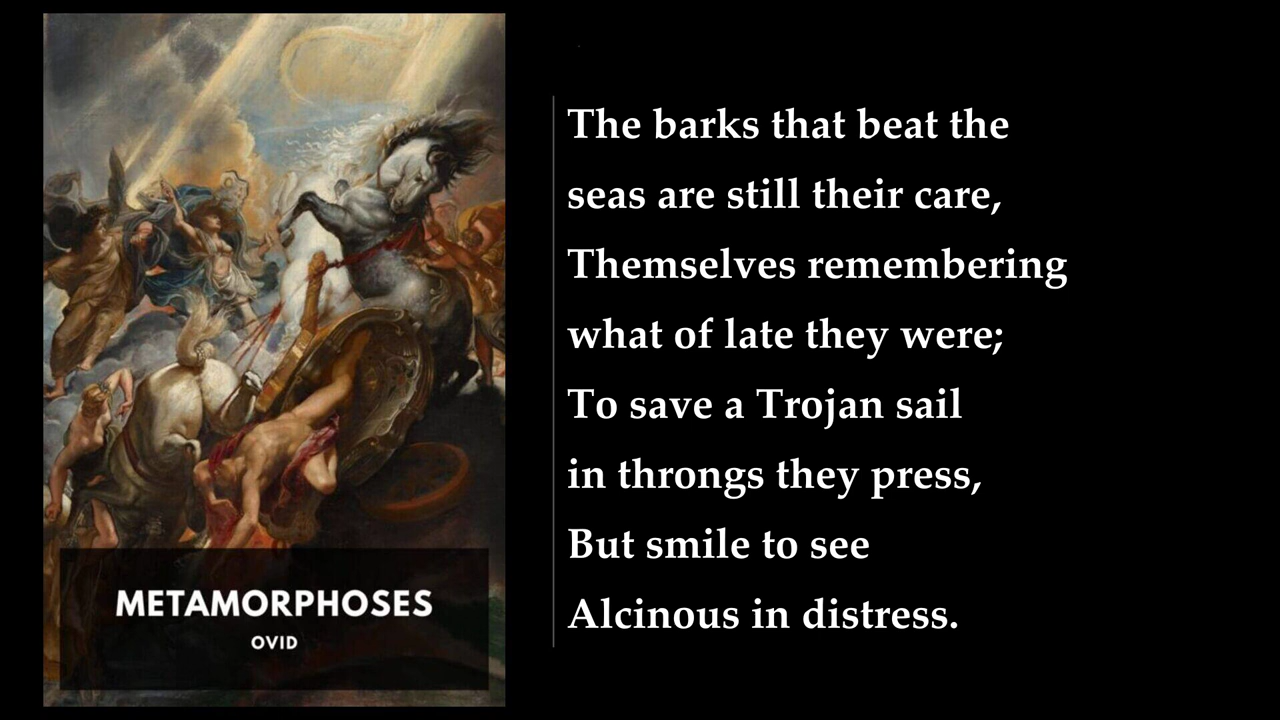 METAMORPHOSES
OVID
The barks that beat the
seas are still their care,
Themselves remembering
what of late they were;
To save a Trojan sail
in throngs they press,
But smile to see
Alcinous in distress.